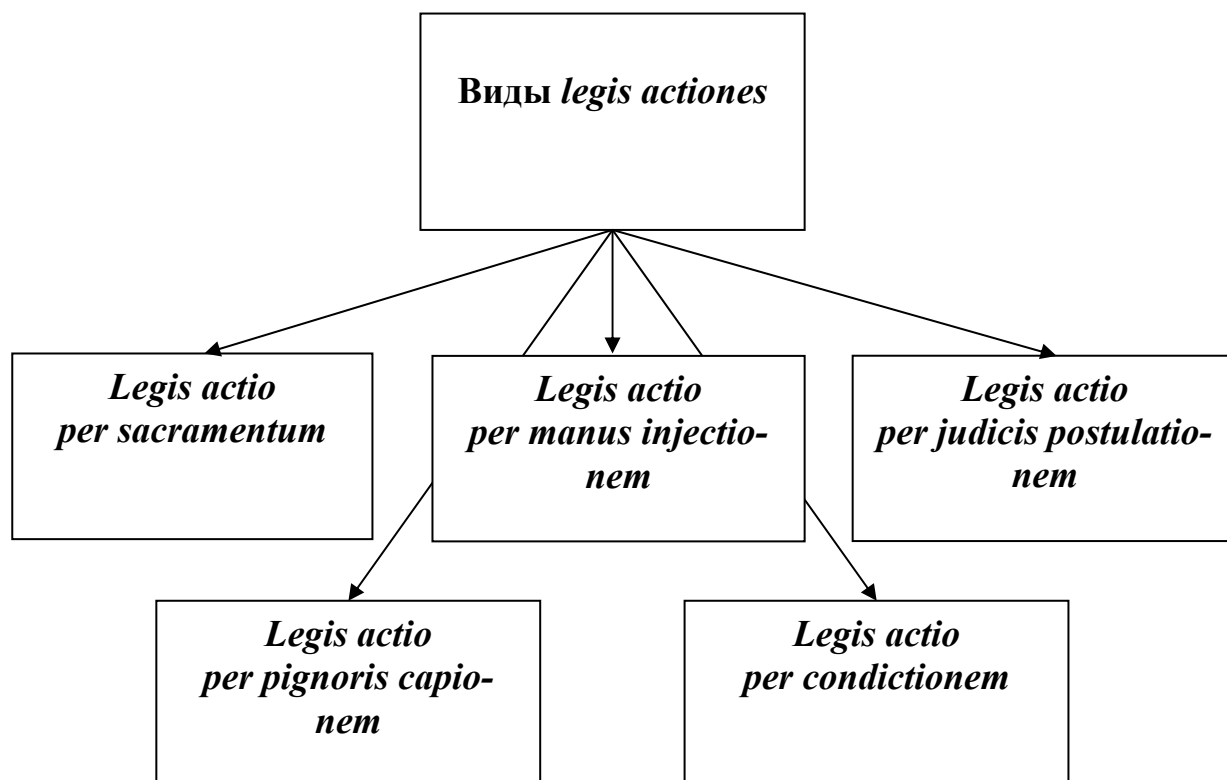 Виды legis actiones
Legis actio
per sacramentum
Legis actio
per manus injectio-
nem
Legis actio
per judicis postulatio-
nem
Legis actio
per pignoris capio-
nem
Legis actio
per condictionem